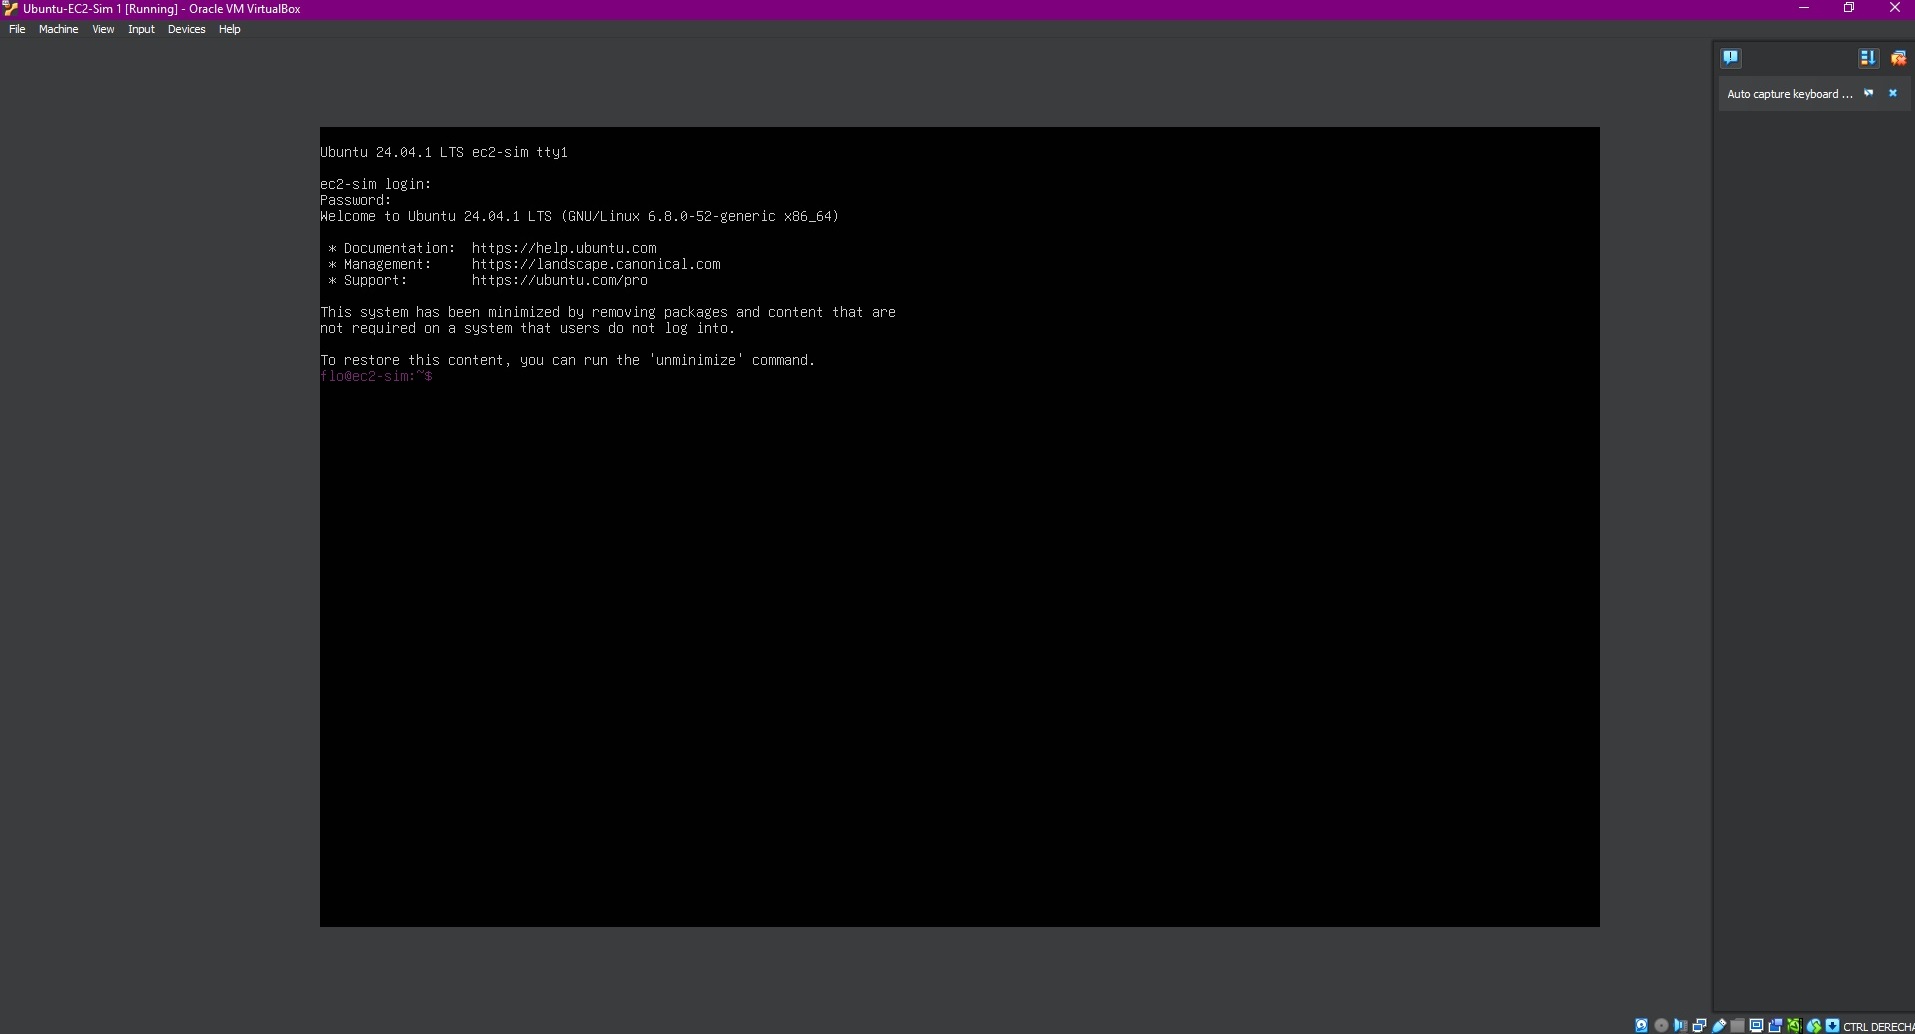 Ubuntu-EC2-Sim 1 [Running] - Oracle VM VirtualBox
File Machine View Input Devices Help
Auto capture keyboard ...
Ubuntu 24.04.1 LTS ec2-sim tty1
ec2-sim login:
Password:
Welcome to Ubuntu 24.04.1 LTS (GNU/Linux 6.8.0-52-generic x86_64)
* Documentation: https://help.ubuntu.com
* Management: https://landscape.canonical.com
* Support: https://ubuntu.com/pro
This system has been minimized by removing packages and content that are
not required on a system that users do not log into.
To restore this content, you can run the 'unminimize' command.
flo@ec2-sim:~$
CTRL DERECHA